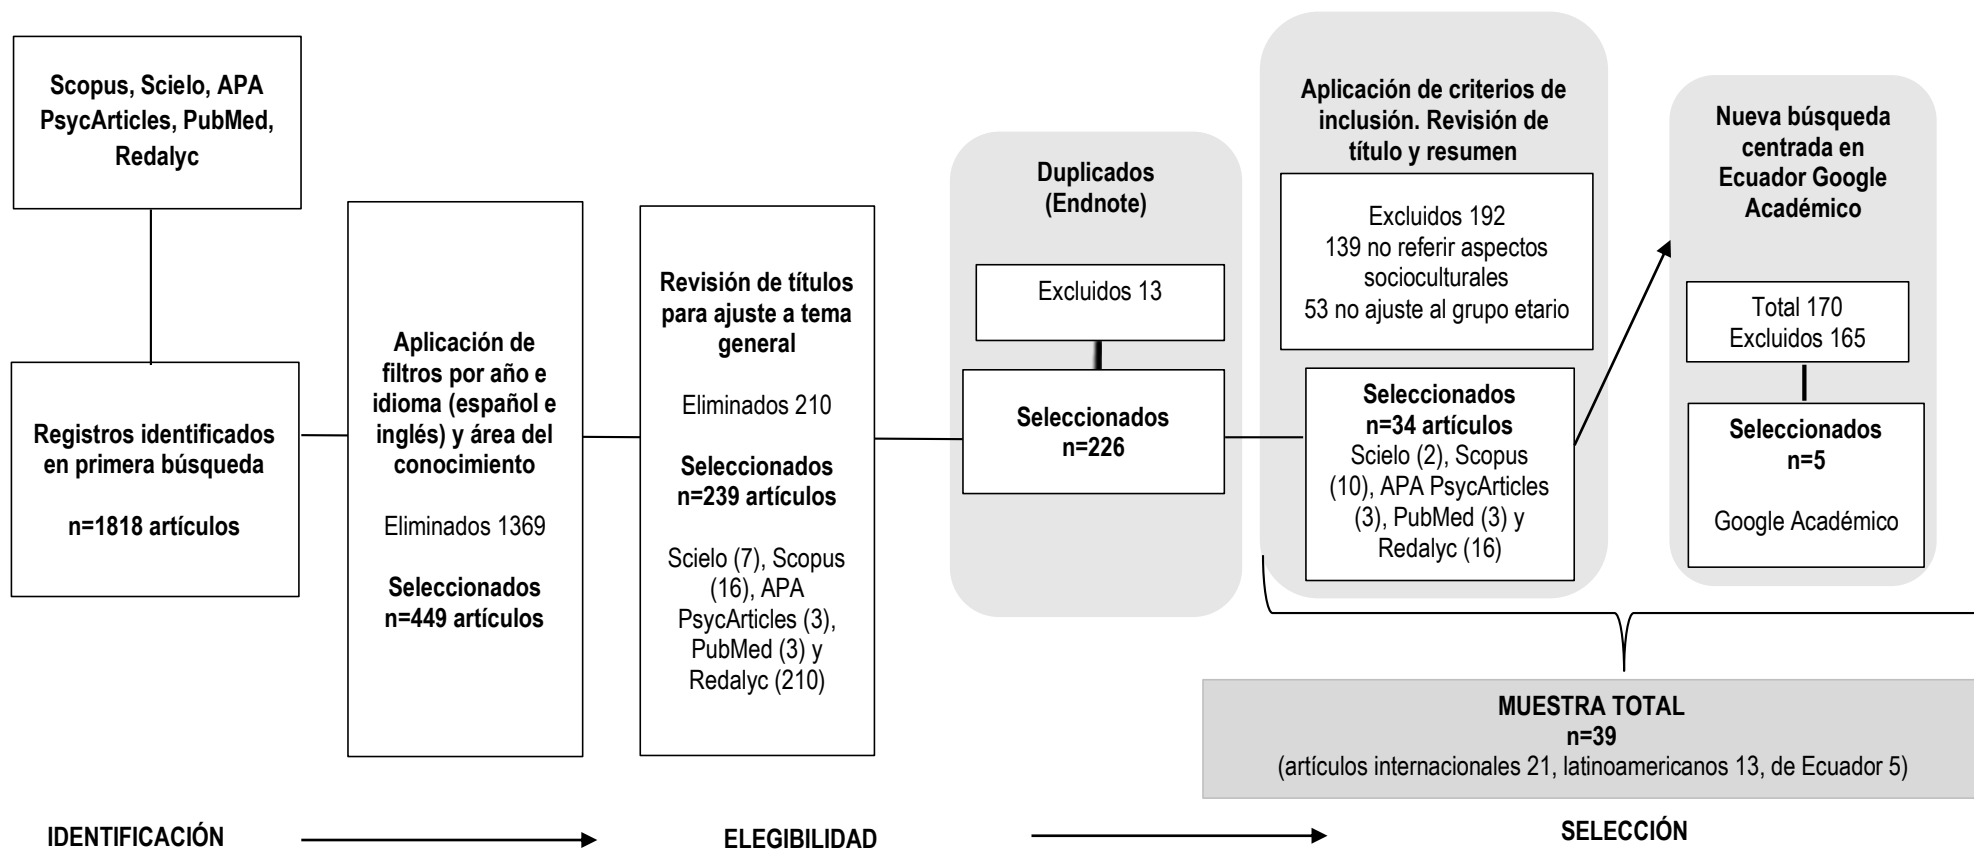 Scopus, Scielo, APA
PsycArticles, PubMed,
Redalyc
Registros identificados
en primera búsqueda
n=1818 artículos
Aplicación de
filtros por año e
idioma (español e
inglés) y área del
conocimiento
Eliminados 1369
Seleccionados
n=449 artículos
Revisión de títulos
para ajuste a tema
general
Eliminados 210
Seleccionados
n=239 artículos
Scielo (7), Scopus
(16), APA
PsycArticles (3),
PubMed (3) y
Redalyc (210)
Duplicados
(Endnote)
Excluidos 13
Seleccionados
n=226
Aplicación de criterios de
inclusión. Revisión de
título y resumen
Excluidos 192
139 no referir aspectos
socioculturales
53 no ajuste al grupo etario
Seleccionados
n=34 artículos
Scielo (2), Scopus
(10), APA PsycArticles
(3), PubMed (3) y
Redalyc (16)
Nueva búsqueda
centrada en
Ecuador Google
Académico
Total 170
Excluidos 165
Seleccionados
n=5
Google Académico
MUESTRA TOTAL
n=39
(artículos internacionales 21, latinoamericanos 13, de Ecuador 5)
IDENTIFICACIÓN
ELEGIBILIDAD
SELECCIÓN